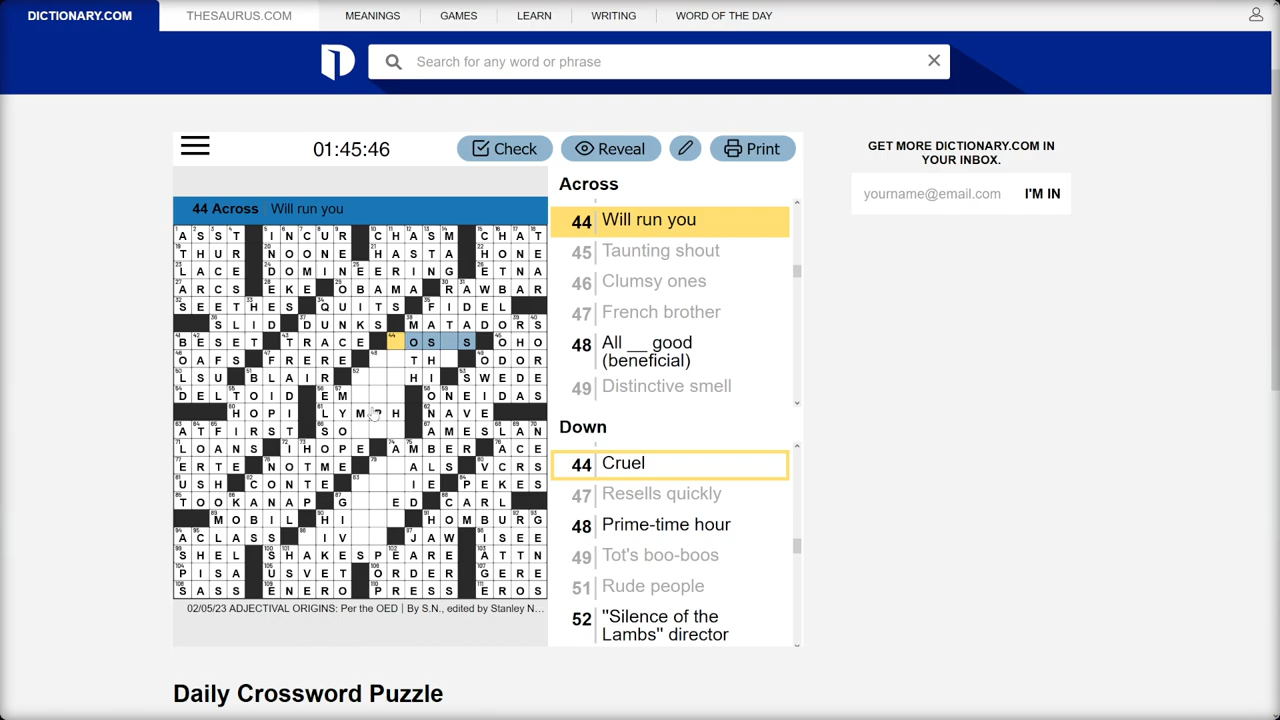 DICTIONARY.COM
THESAURUS.COM
MEANINGS
GAMES
LEARN
WRITING
WORD OF THE DAY
Search for any word or phrase
01:45:46
Check
Reveal
Print
44 Across Will run you
A S S T I N C U R C H A S M C H A T
T H U R N O O N E H A S T A H O N E
L A C E D O M I N E E R I N G E T N A
A R C S E K E O B A M A R A W B A R
S E E T H E S Q U I T S F I D E L
S L I D D U N K S M A T A D O R S
B E S E T T R A C E O S S O H O
O A F S F R E R E T H O D O R
L S U B L A I R H I S W E D E
D E L T O I D E M O N E I D A S
H O P I L Y M P H N A V E
A T F I R S T S O A M E S L A N
L O A N S I H O P E A M B E R A C E
E R T E N O T M E A L S V C R S
U S H C O N T E I E P E K E S
T O O K A N A P G E D C A R L
M O B I L H I H O M B U R G
A C L A S S I V J A W I S E E
S H E L S H A K E S P E A R E A T T N
P I S A U S V E T O R D E R G E R E
S A S S E N E R O P R E S S E R O S
02/05/23 ADJECTIVAL ORIGINS: Per the OED | By S.N., edited by Stanley N...
Across
44 Will run you
45 Taunting shout
46 Clumsy ones
47 French brother
48 All __ good
(beneficial)
49 Distinctive smell
Down
44 Cruel
47 Resells quickly
48 Prime-time hour
49 Tot's boo-boos
51 Rude people
52 "Silence of the
Lambs" director
GET MORE DICTIONARY.COM IN
YOUR INBOX.
yourname@email.com
I'M IN
Daily Crossword Puzzle